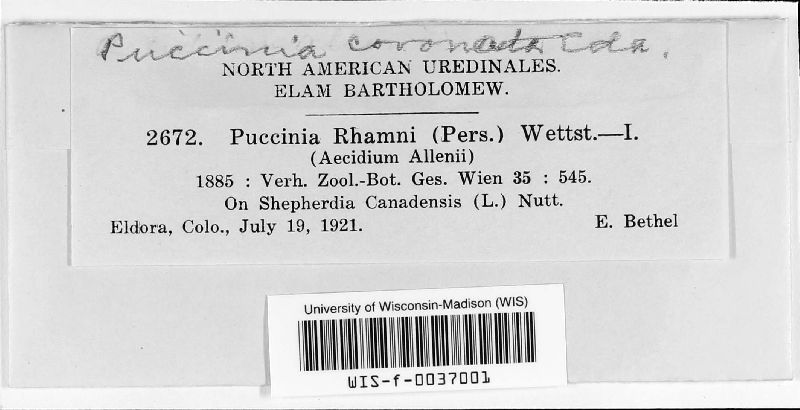 Puccinia coronata Cda.
NORTH AMERICAN UREDINALES.
ELAM BARTHOLOMEW.
2672. Puccinia Rhamni (Pers.) Wettst.—I.
(Aecidium Allenii)
1885 : Verh. Zool.-Bot. Ges. Wien 35 : 545.
On Shepherdia Canadensis (L.) Nutt.
Eldora, Colo., July 19, 1921. E. Bethel
University of Wisconsin-Madison (WIS)
WIS-f-0037001